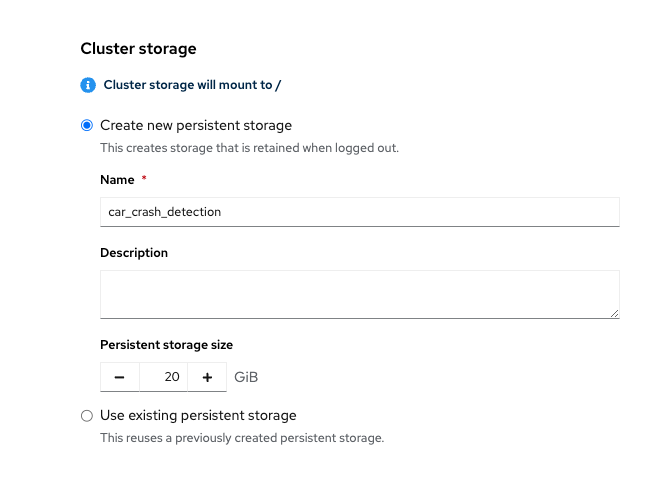 Cluster storage
Cluster storage will mount to /
Create new persistent storage
This creates storage that is retained when logged out.
Name *
car_crash_detection
Description
Persistent storage size
− 20 + GiB
Use existing persistent storage
This reuses a previously created persistent storage.